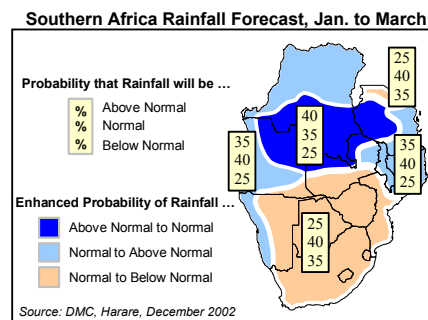 Southern Africa Rainfall Forecast, Jan. to March
Probability that Rainfall will be ...
% Above Normal
% Normal
% Below Normal
25
40
35
40
35
25
35
40
25
35
40
25
25
40
35
Enhanced Probability of Rainfall ...
Above Normal to Normal
Normal to Above Normal
Normal to Below Normal
Source: DMC, Harare, December 2002